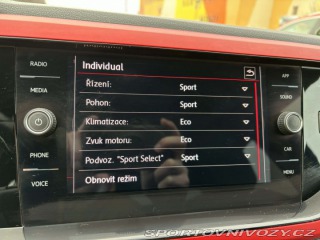 Individual
RADIO
MEDIA
PHONE
VOICE
Řízení: Sport
Pohon: Sport
Klimatizace: Eco
Zvuk motoru: Eco
Podvoz. "Sport Select" Sport
Obnovit režim
APP
SOUND
CAR
MENU
SPORTOVNIVOZY.CZ